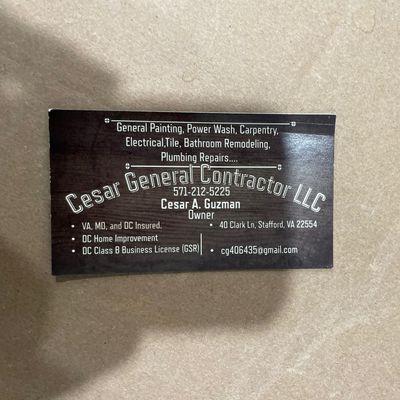 General Painting, Power Wash, Carpentry,
Electrical,Tile, Bathroom Remodeling,
Plumbing Repairs....
Cesar General Contractor LLC
571-212-5225
Cesar A. Guzman
Owner
• VA, MD, and DC Insured.
• DC Home Improvement
• DC Class B Business License (GSR)
• 40 Clark Ln, Stafford, VA 22554
• cg406435@gmail.com